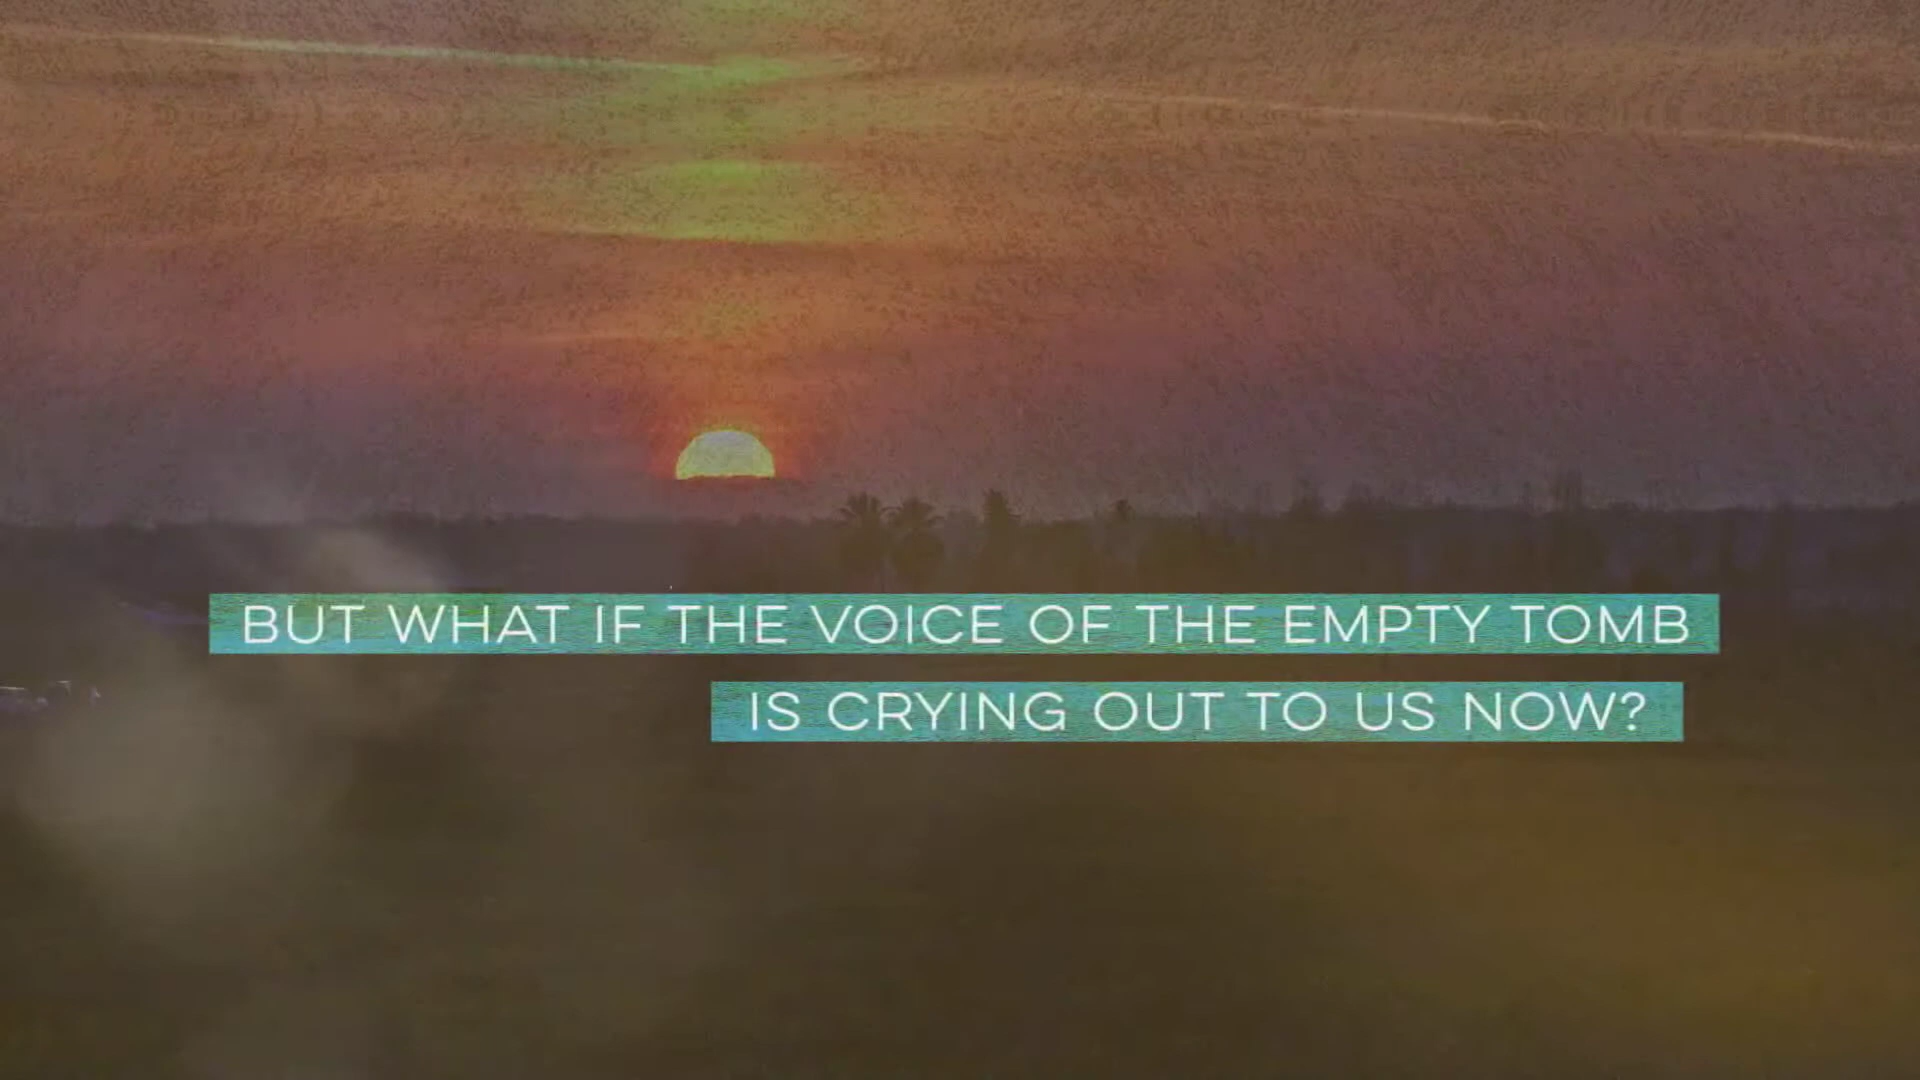 BUT WHAT IF THE VOICE OF THE EMPTY TOMB
IS CRYING OUT TO US NOW?